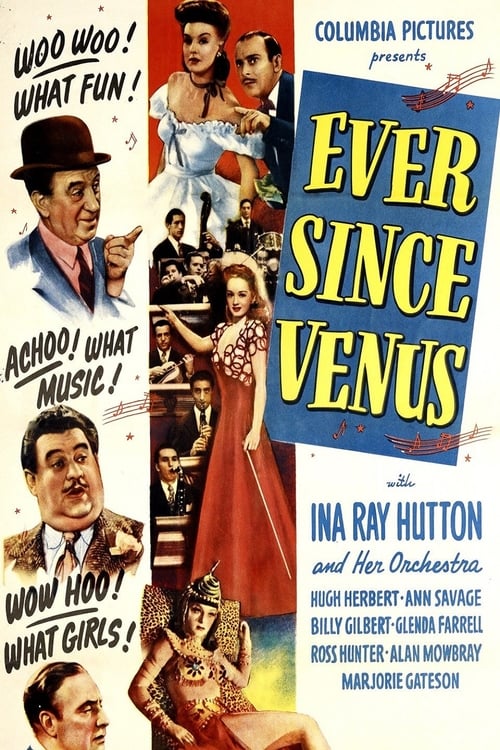 WOO WOO!
WHAT FUN!
COLUMBIA PICTURES
presents
EVER
SINCE
VENUS
ACHOO! WHAT
MUSIC!
with
INA RAY HUTTON
and Her Orchestra
HUGH HERBERT · ANN SAVAGE
BILLY GILBERT · GLENDA FARRELL
ROSS HUNTER · ALAN MOWBRAY
MARJORIE GATESON
WOW HOO!
WHAT GIRLS!